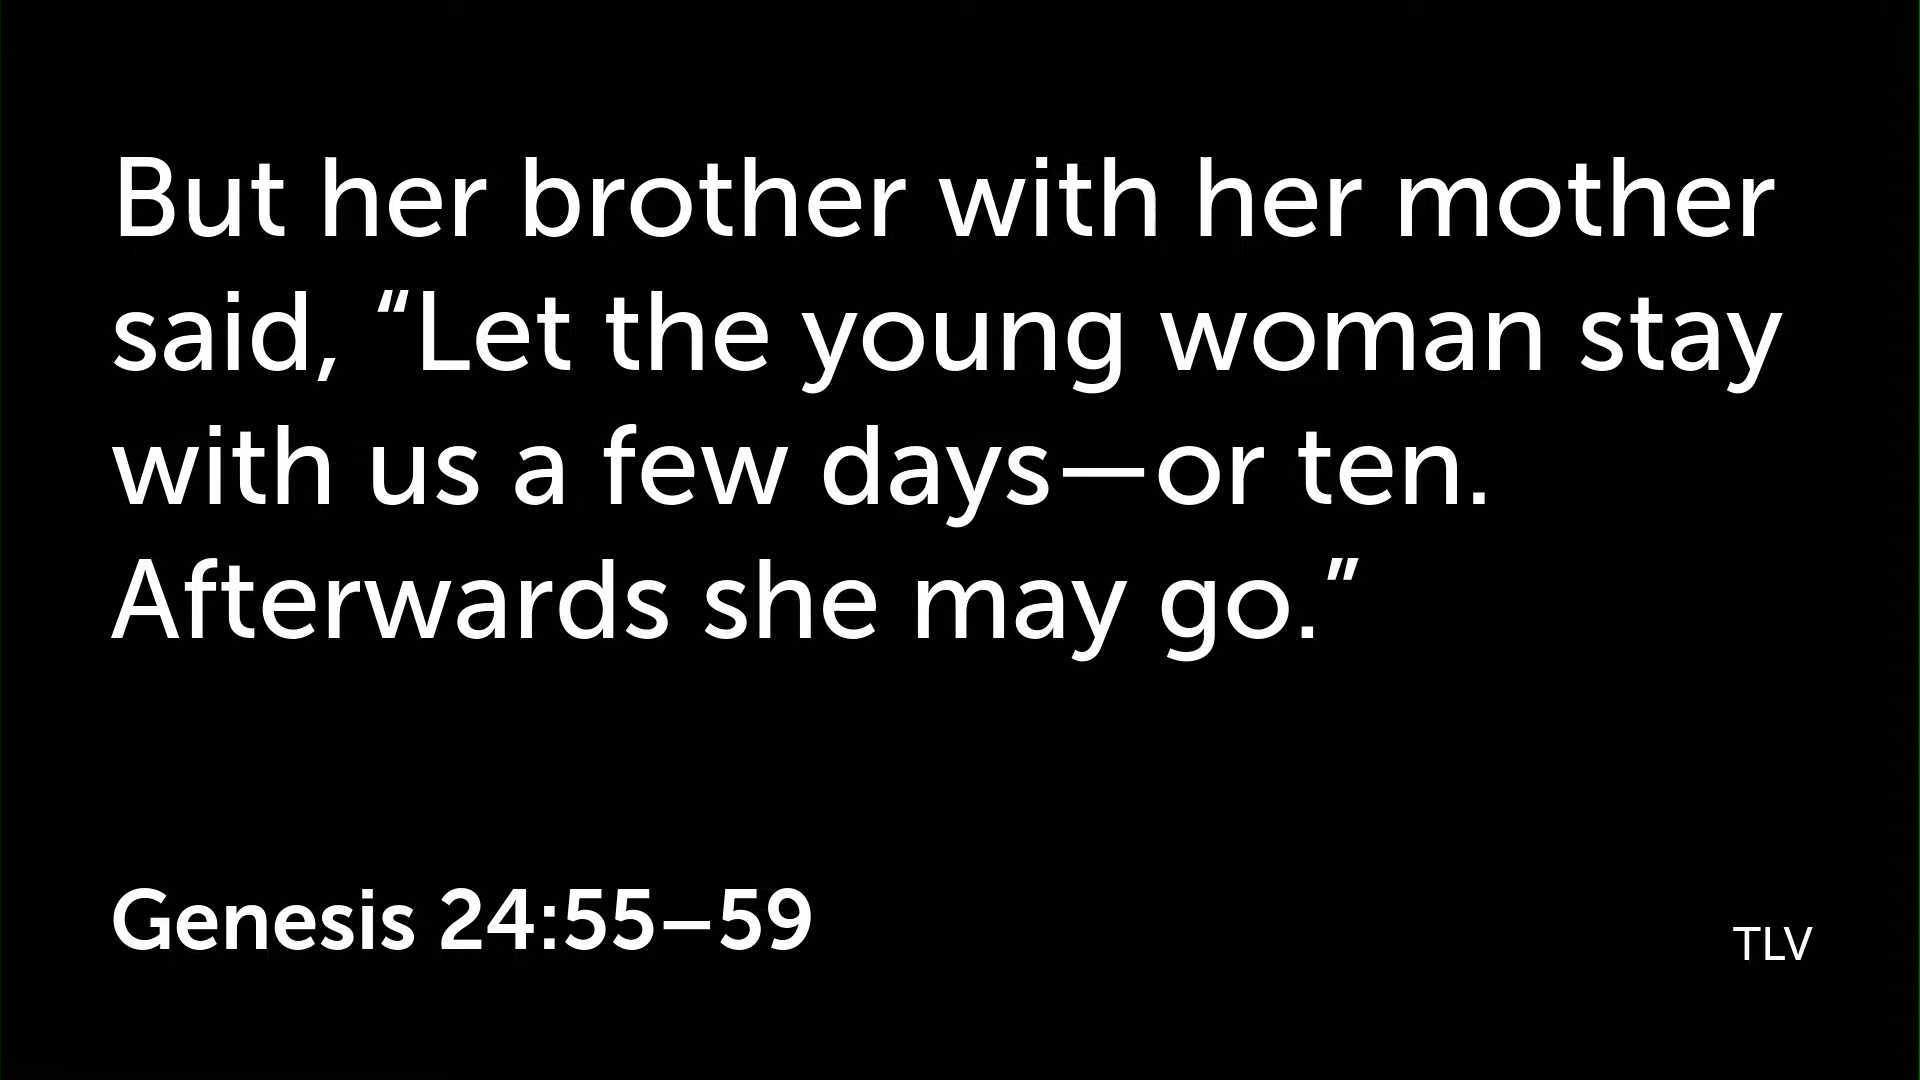 But her brother with her mother
said, “Let the young woman stay
with us a few days—or ten.
Afterwards she may go.”
Genesis 24:55–59
TLV